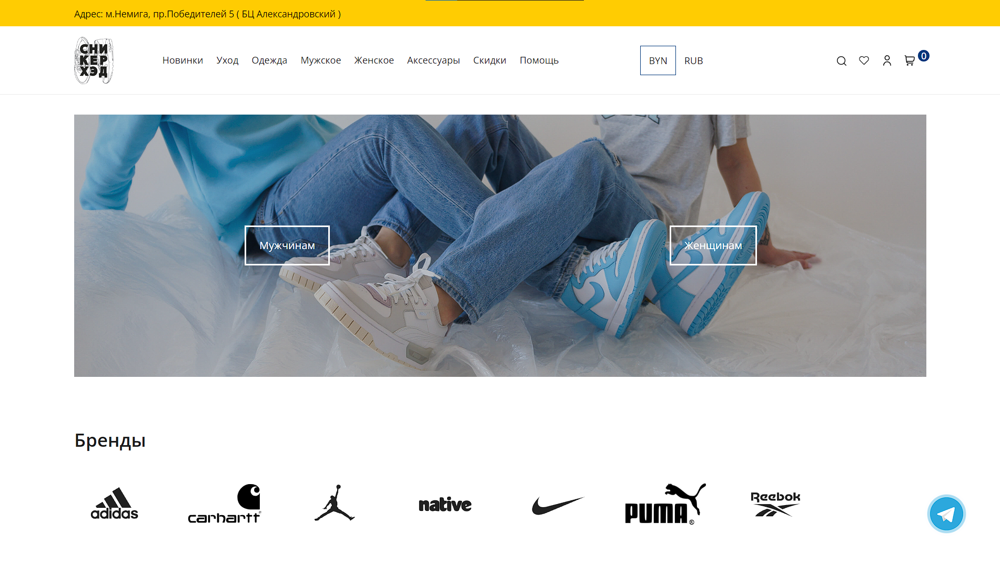 Адрес: м.Немига, пр.Победителей 5 ( БЦ Александровский )
СНИ
КЕР
ХЭД
Новинки Уход Одежда Мужское Женское Аксессуары Скидки Помощь BYN RUB 0
Мужчинам Женщинам
Бренды
adidas carhartt® native PUMA® Reebok